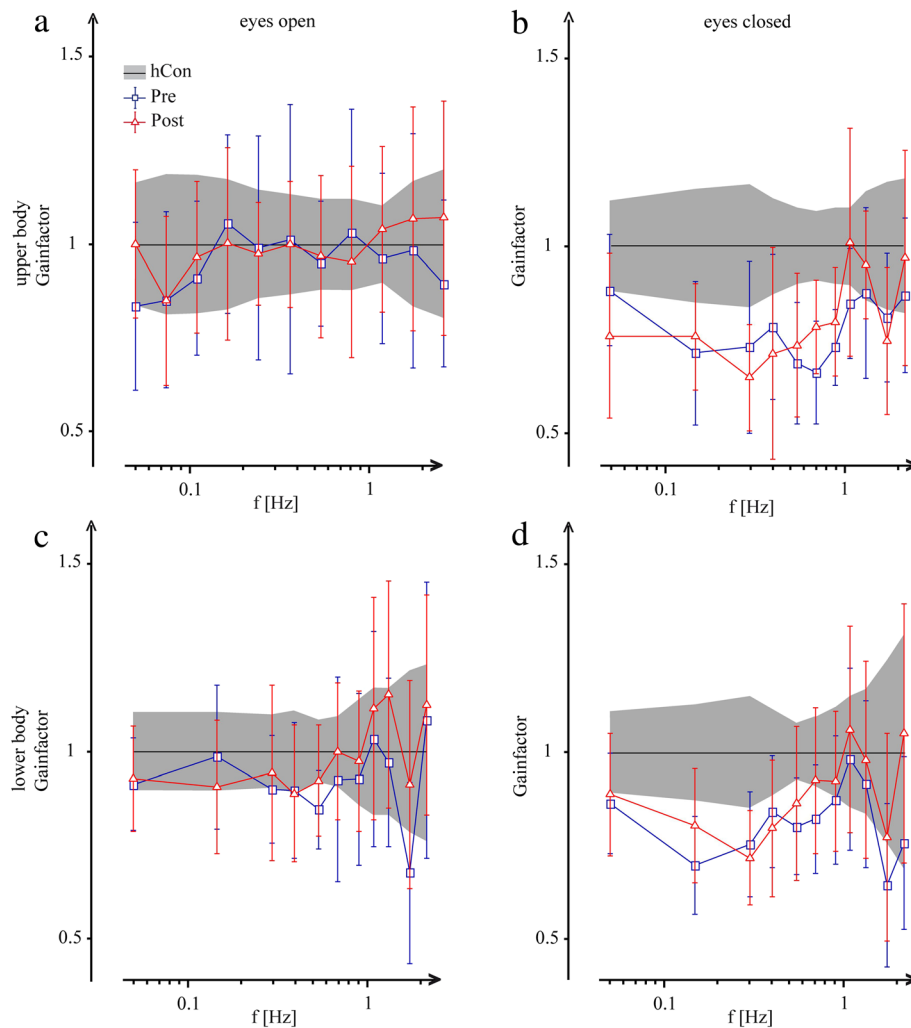 a
eyes open
b
eyes closed
1.5
hCon
Pre
Post
1
0.5
upper body
Gainfactor
0.1
1
f [Hz]
1.5
1
0.5
Gainfactor
0.1
1
f [Hz]
c
d
1.5
1
0.5
lower body
Gainfactor
0.1
1
f [Hz]
1.5
1
0.5
Gainfactor
0.1
1
f [Hz]